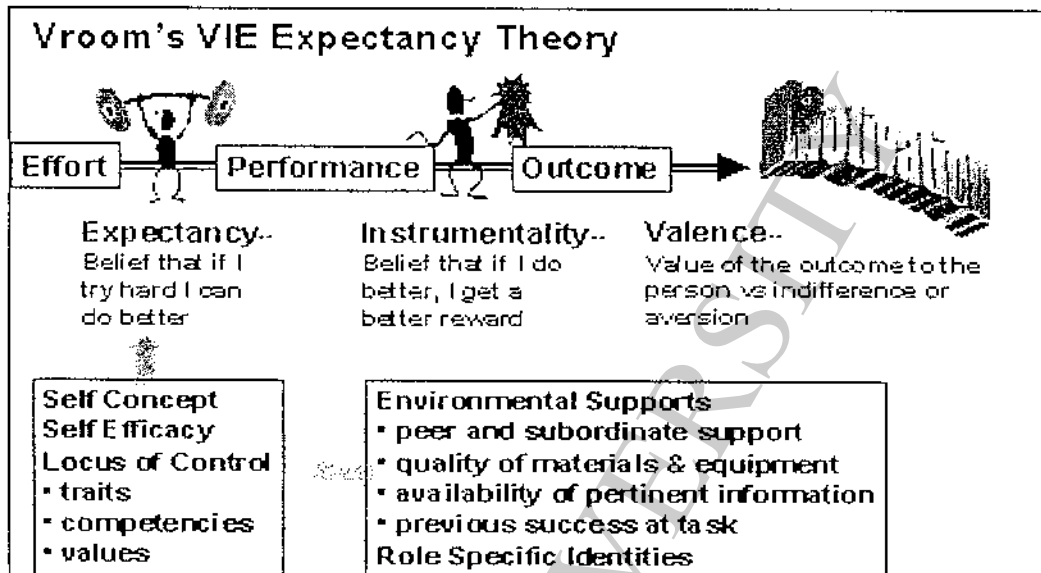 Vroom's VIE Expectancy Theory
Effort
Performance
Outcome
Expectancy--
Belief that if I
try hard I can
do better
Instrumentality--
Belief that if I do
better, I get a
better reward
Valence--
Value of the outcome to the
person vs indifference or
aversion
Self Concept
Self Efficacy
Locus of Control
• traits
• competencies
• values
Environmental Supports
• peer and subordinate support
• quality of materials & equipment
• availability of pertinent information
• previous success at task
Role Specific Identities
VERSITY